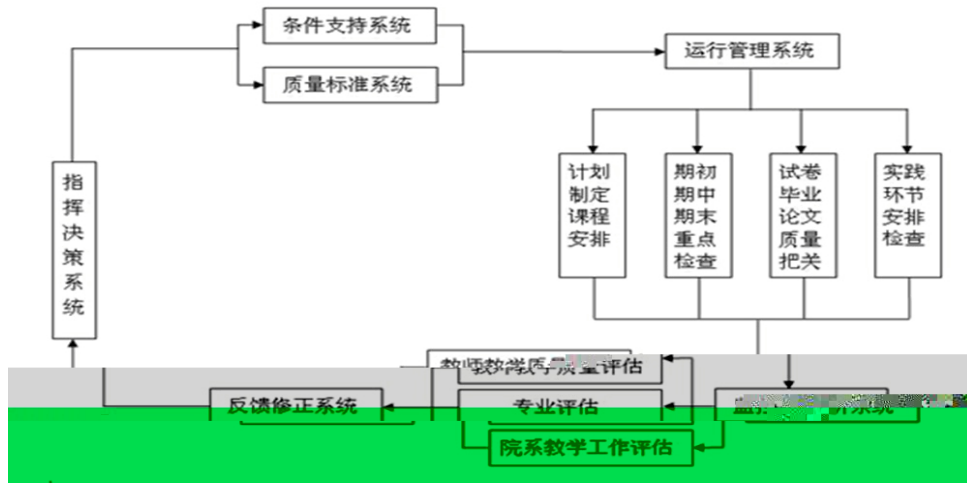 条件支持系统
运行管理系统
质量标准系统
指挥决策系统
计划
制定
课程
安排
期初
期中
期末
重点
检查
试卷
毕业
论文
质量
把关
实践
环节
安排
检查
教学质量评估
反馈修正系统
专业评估
系统
院系教学工作评估